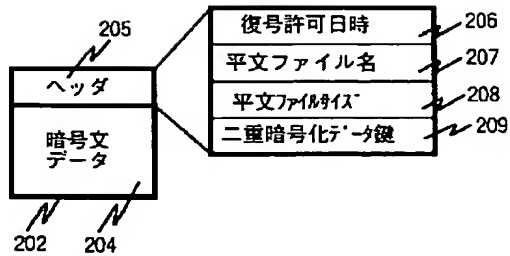 205
ヘッダ
暗号文
データ
202
204
復号許可日時
206
平文ファイル名
207
平文ファイルサイズ
208
二重暗号化データ鍵
209